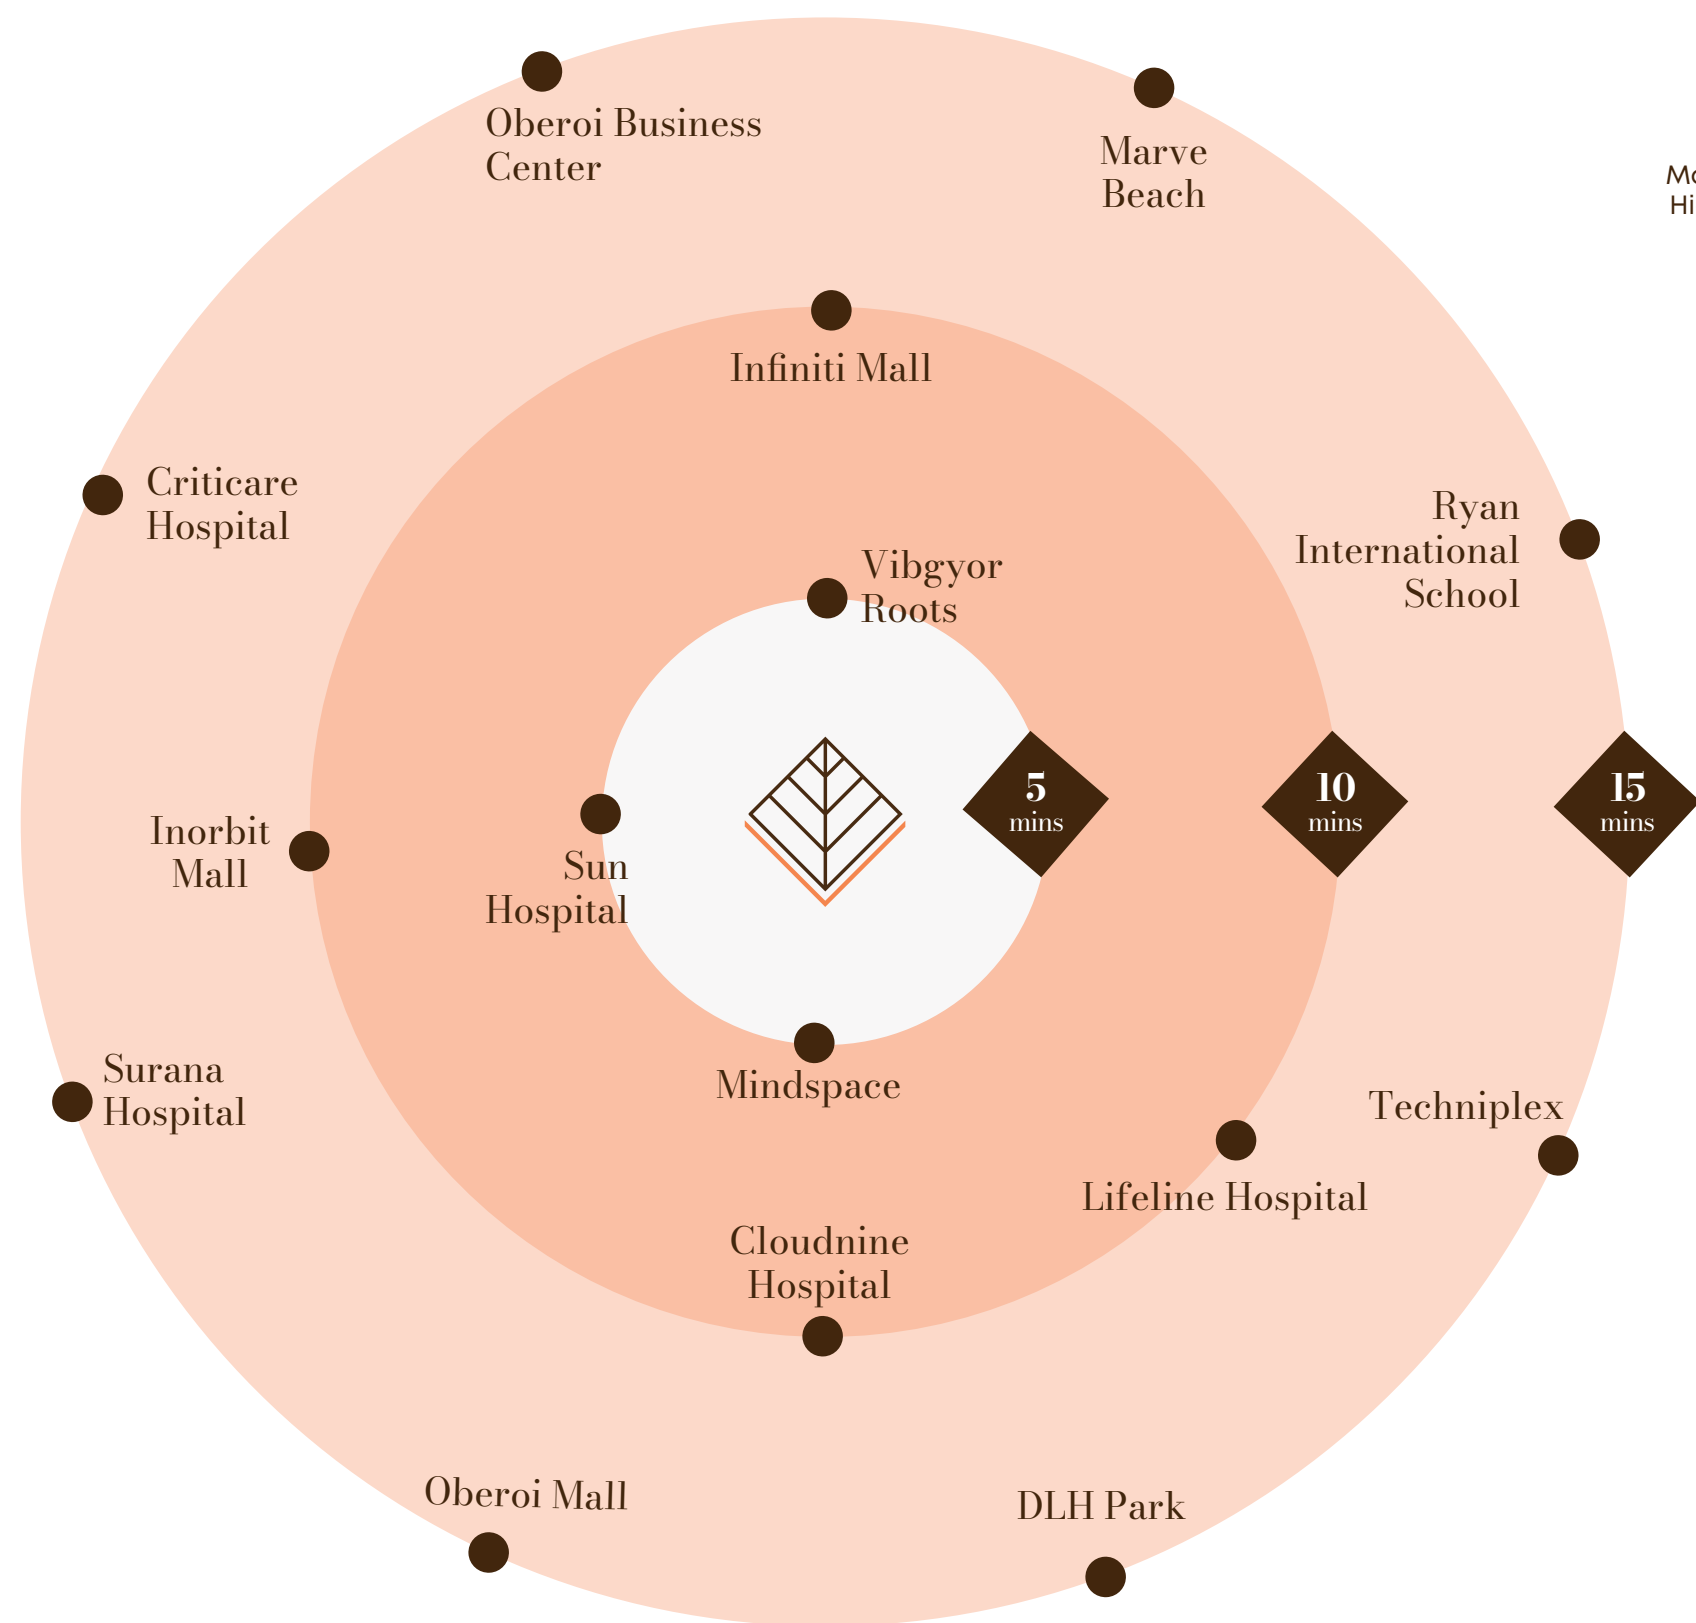 Oberoi Business
Center
Marve
Beach
Infiniti Mall
Criticare
Hospital
Ryan
International
School
Vibgyor
Roots
5
mins
10
mins
15
mins
Inorbit
Mall
Sun
Hospital
Surana
Hospital
Mindspace
Techniplex
Lifeline Hospital
Cloudnine
Hospital
Oberoi Mall
DLH Park